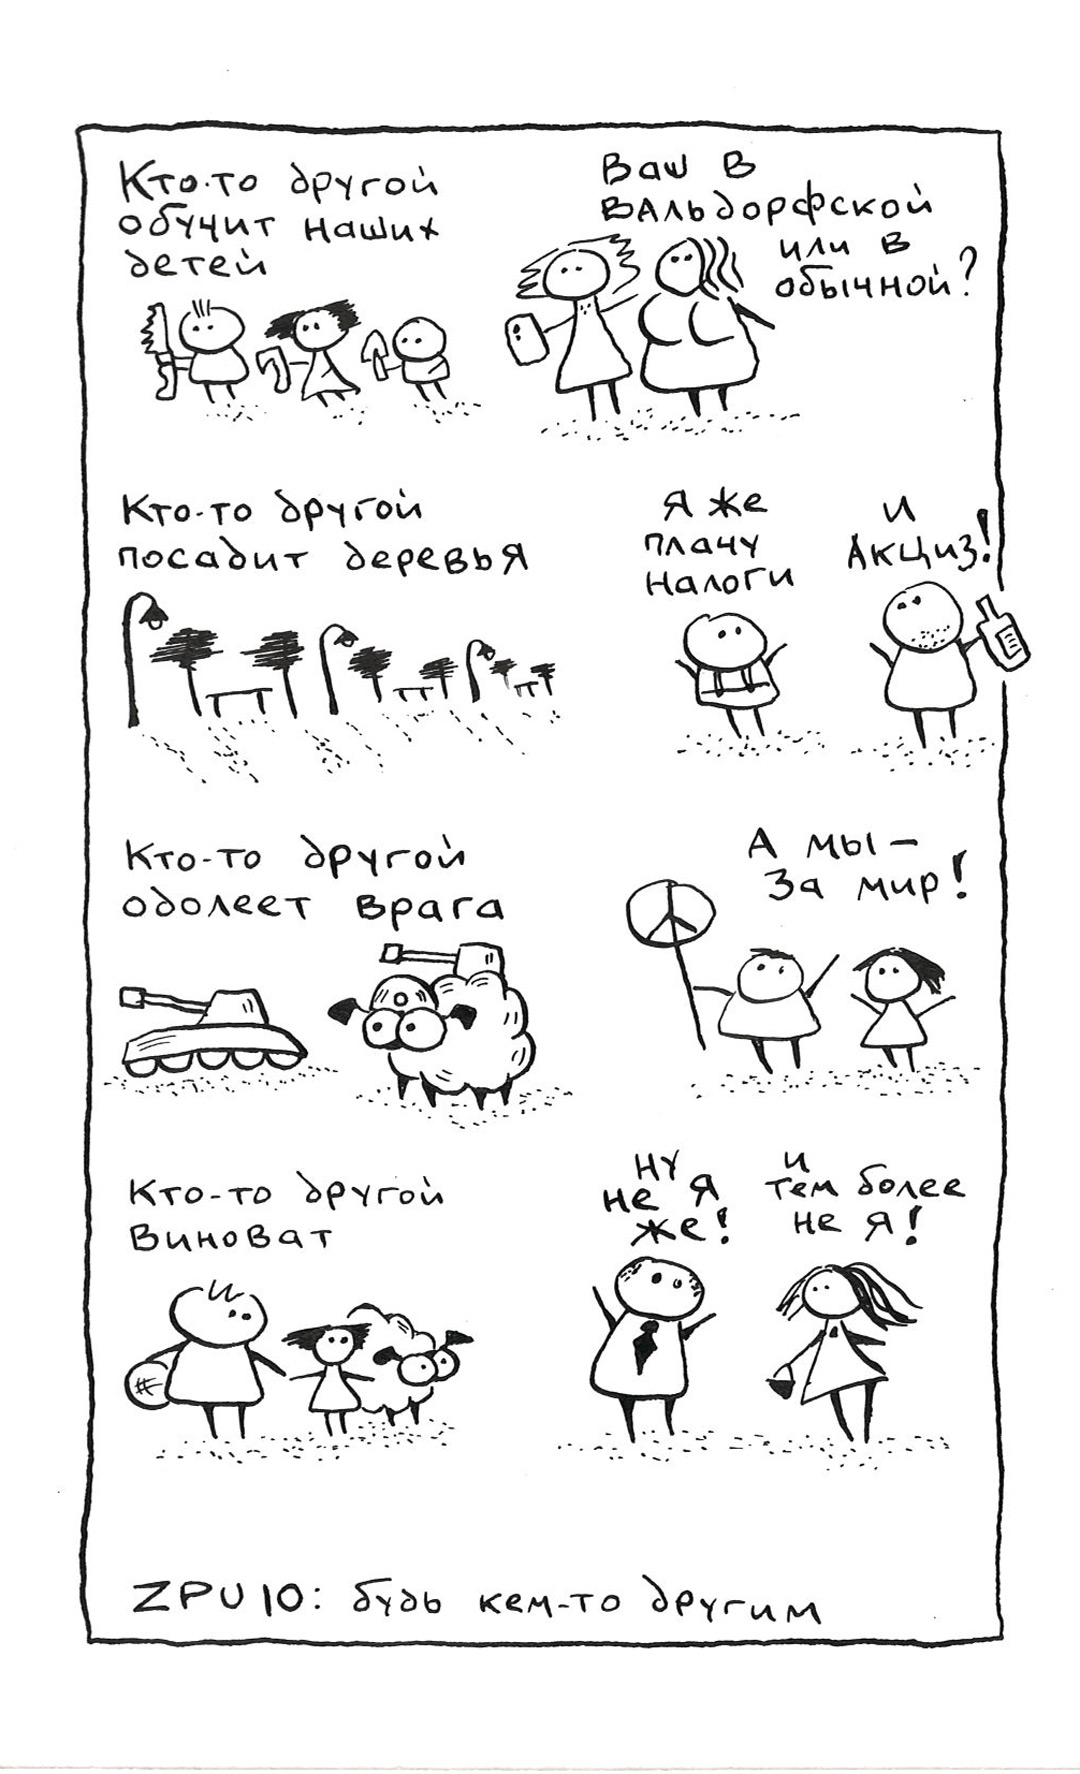 Кто-то другой
обучит наших
детей
Ваш в
вальдорфской
или в
обычной?
Кто-то другой
посадит деревья
Я же
плачу
налоги
И
Акциз!
Кто-то другой
одолеет врага
А мы –
За мир!
Кто-то другой
виноват
ну
не я
же!
и
тем более
не я!
ZPU 10: будь кем-то другим